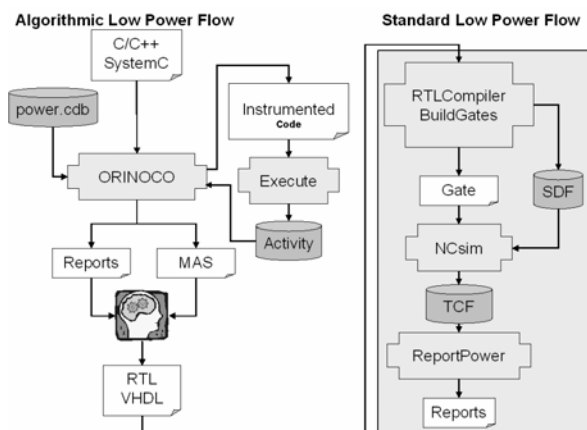 Algorithmic Low Power Flow
C/C++
SystemC
power.cdb
Instrumented
Code
ORINOCO
Execute
Activity
Reports
MAS
RTL
VHDL
Standard Low Power Flow
RTLCompiler
BuildGates
Gate
SDF
NCsim
TCF
ReportPower
Reports